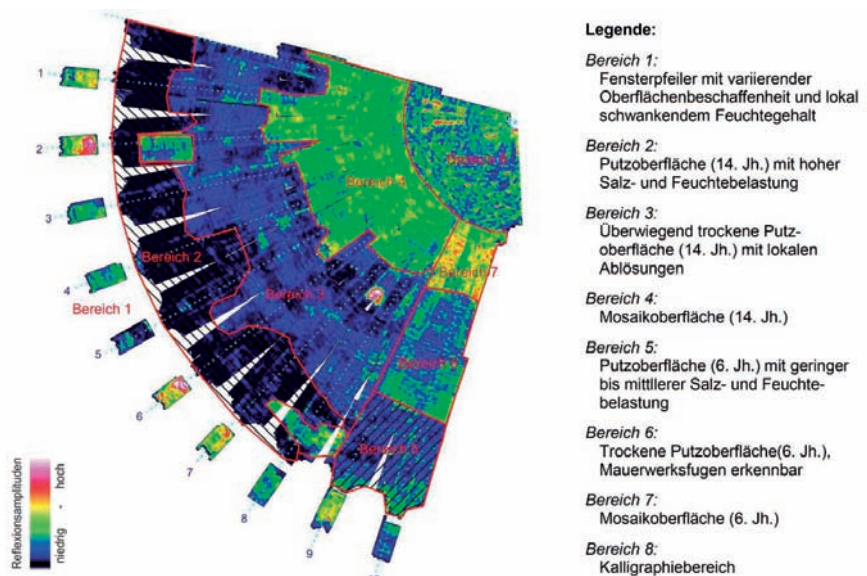 1
2
3
4
5
6
7
8
9
Bereich 2
Bereich 1
Bereich 3
Bereich 4
Bereich 7
Reflexionsamplituden
niedrig - hoch
Legende:
Bereich 1:
Fensterpfeiler mit variierender
Oberflächenbeschaffenheit und lokal
schwankendem Feuchtegehalt
Bereich 2:
Putzoberfläche (14. Jh.) mit hoher
Salz- und Feuchtebelastung
Bereich 3:
Überwiegend trockene Putz-
oberfläche (14. Jh.) mit lokalen
Ablösungen
Bereich 4:
Mosaikoberfläche (14. Jh.)
Bereich 5:
Putzoberfläche (6. Jh.) mit geringer
bis mittllerer Salz- und Feuchte-
belastung
Bereich 6:
Trockene Putzoberfläche(6. Jh.),
Mauerwerksfugen erkennbar
Bereich 7:
Mosaikoberfläche (6. Jh.)
Bereich 8:
Kalligraphiebereich